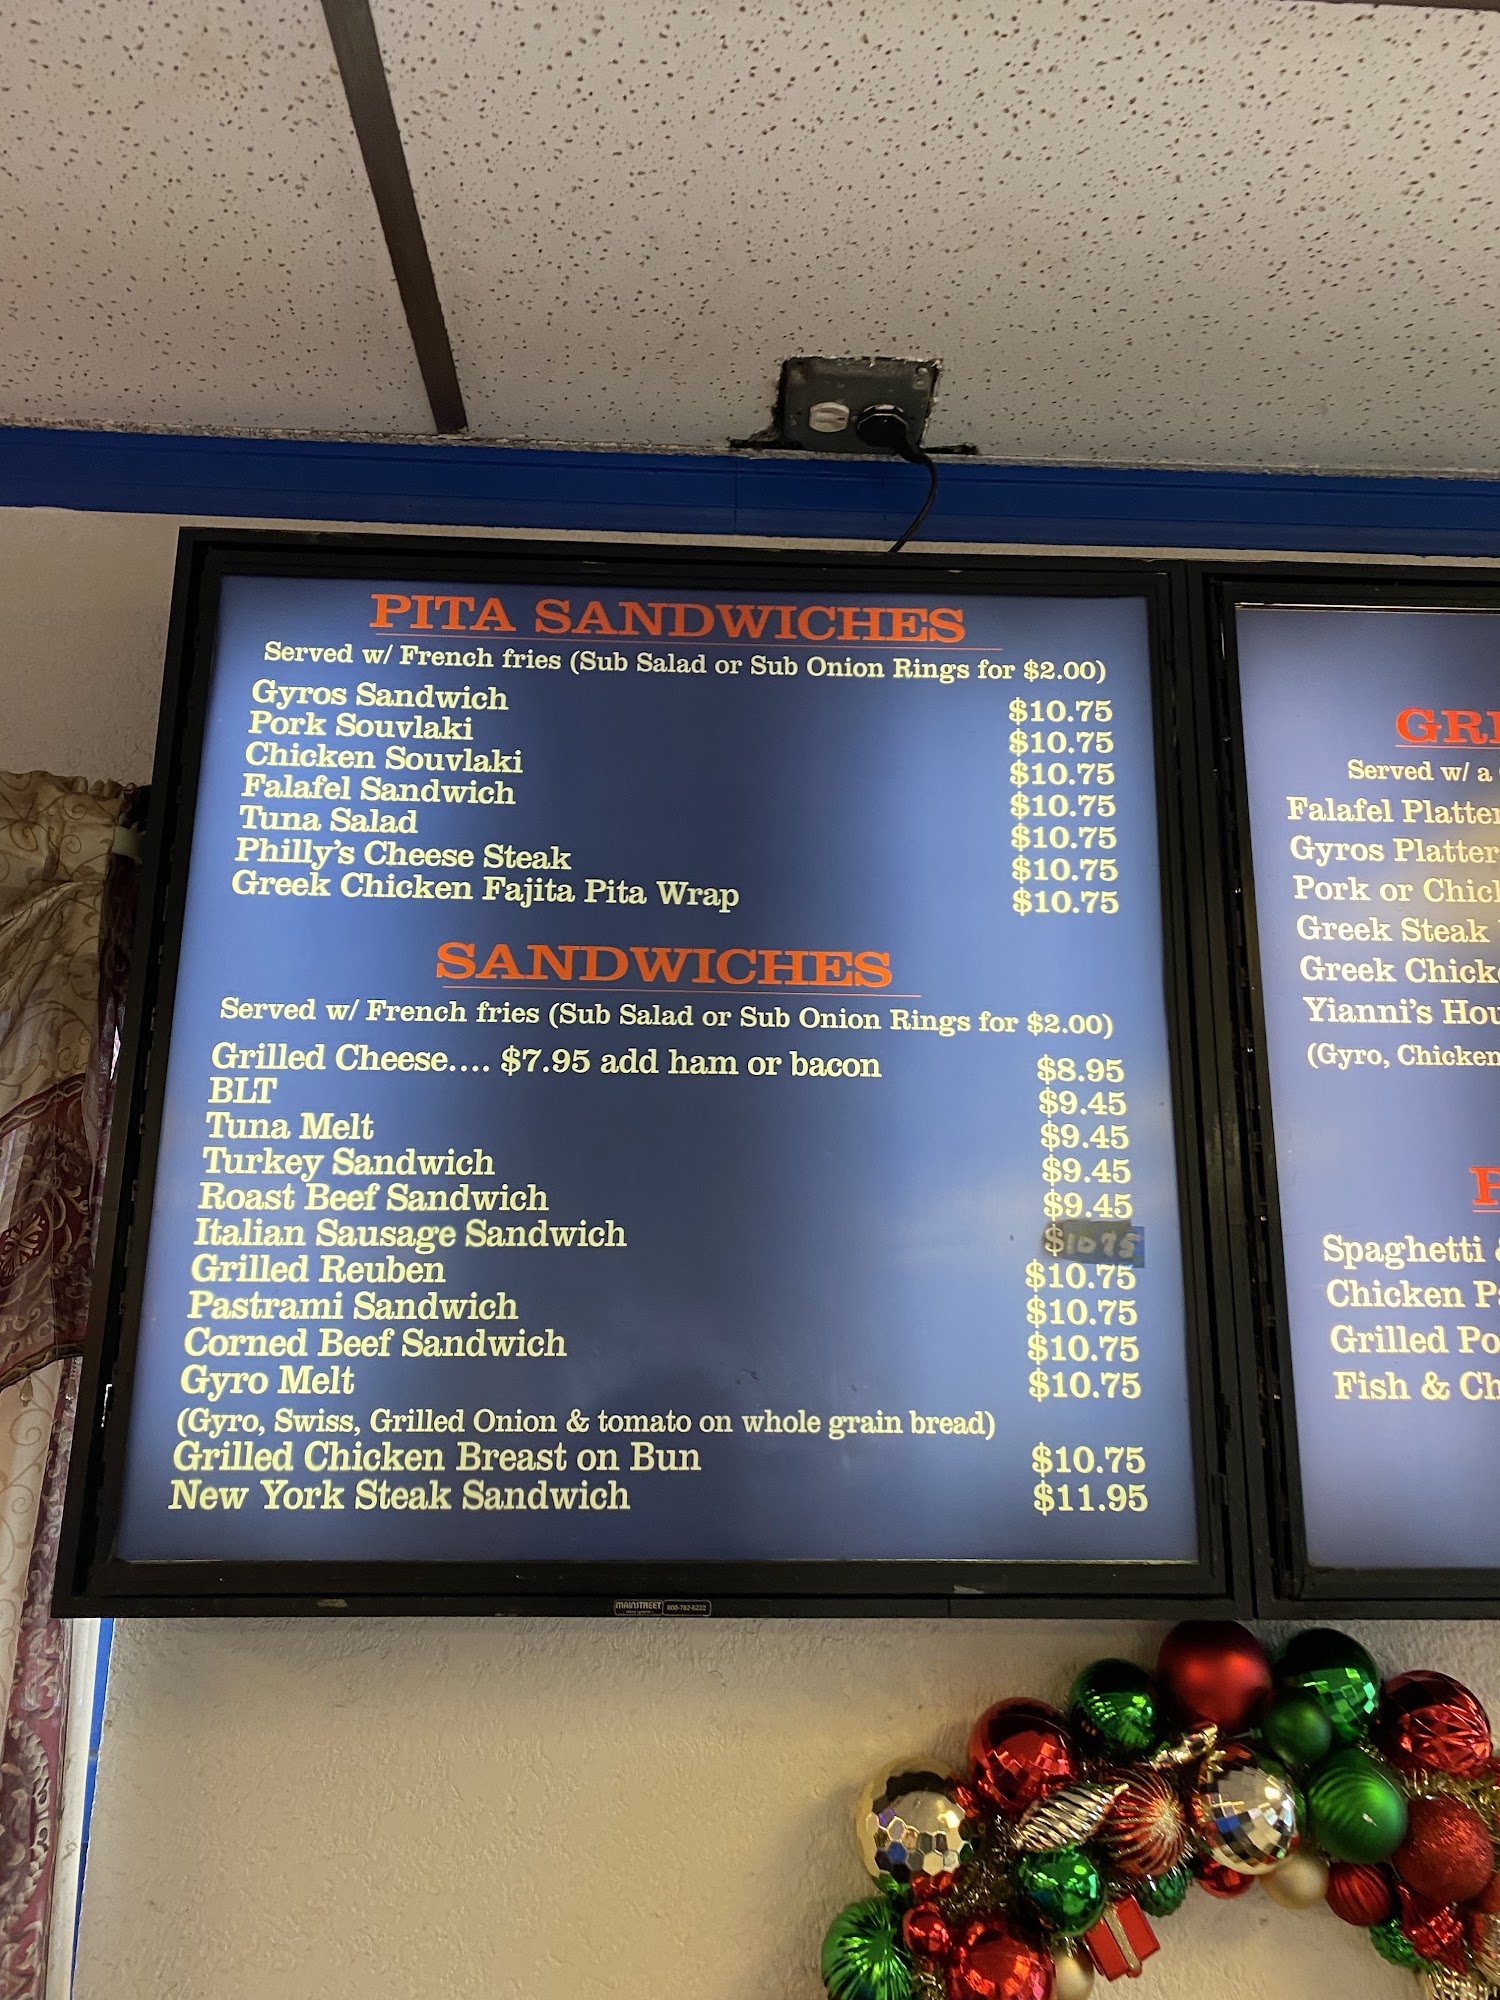 PITA SANDWICHES
Served w/ French fries (Sub Salad or Sub Onion Rings for $2.00)
Gyros Sandwich $10.75
Pork Souvlaki $10.75
Chicken Souvlaki $10.75
Falafel Sandwich $10.75
Tuna Salad $10.75
Philly's Cheese Steak $10.75
Greek Chicken Fajita Pita Wrap $10.75
SANDWICHES
Served w/ French fries (Sub Salad or Sub Onion Rings for $2.00)
Grilled Cheese.... $7.95 add ham or bacon $8.95
BLT $9.45
Tuna Melt $9.45
Turkey Sandwich $9.45
Roast Beef Sandwich $9.45
Italian Sausage Sandwich $10 75
Grilled Reuben $10.75
Pastrami Sandwich $10.75
Corned Beef Sandwich $10.75
Gyro Melt $10.75
(Gyro, Swiss, Grilled Onion & tomato on whole grain bread)
Grilled Chicken Breast on Bun $10.75
New York Steak Sandwich $11.95
MAINSTREET
800-782-6222
GRE
Served w/ a
Falafel Platter
Gyros Platter
Pork or Chic
Greek Steak
Greek Chick
Yianni's Hou
(Gyro, Chicken
Spaghetti
Chicken P
Grilled Po
Fish & Ch